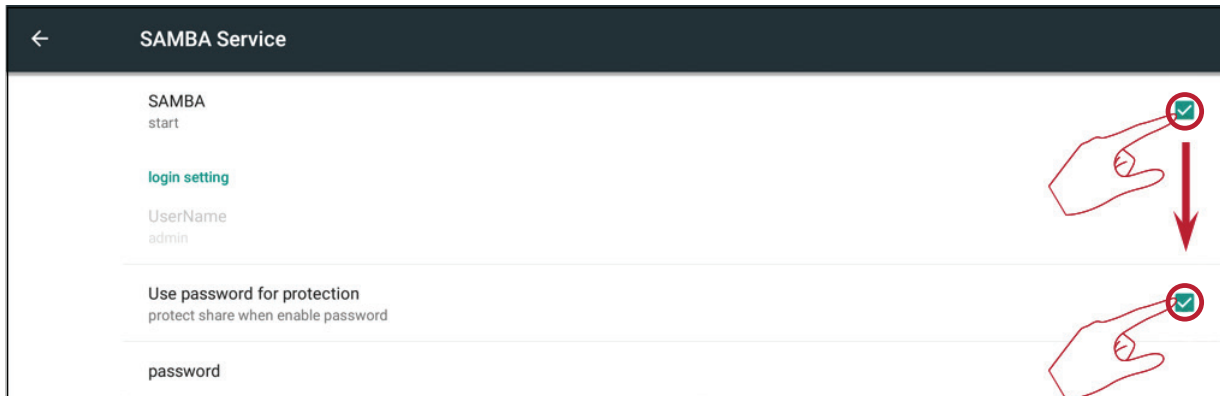 SAMBA Service
SAMBA
start
login setting
UserName
admin
Use password for protection
protect share when enable password
password